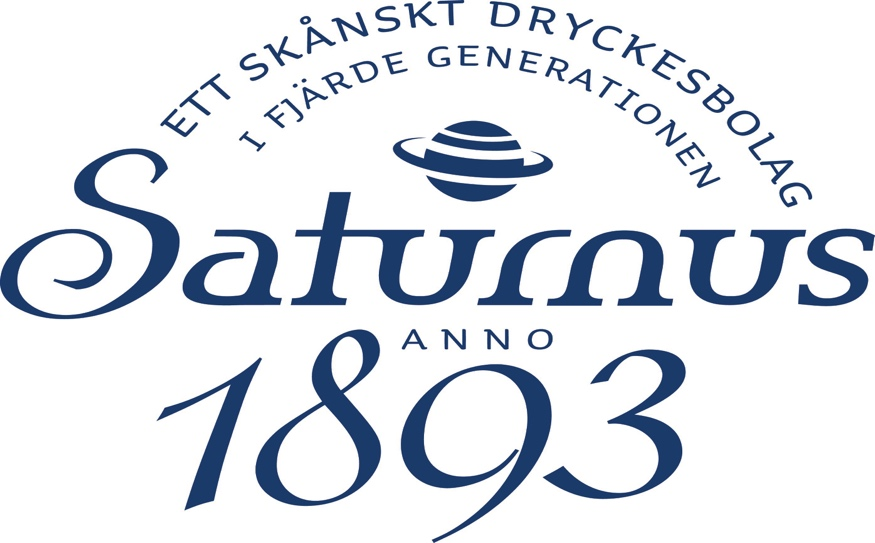 ETT SKÅNSKT DRYCKESBOLAG
I FJÄRDE GENERATIONEN
Saturnus
ANNO
1893